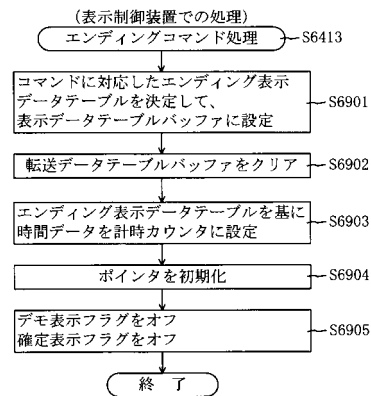 (表示制御装置での処理)
エンディングコマンド処理
S6413
コマンドに対応したエンディング表示
データテーブルを決定して、
表示データテーブルバッファに設定
S6901
転送データテーブルバッファをクリア
S6902
エンディング表示データテーブルを基に
時間データを計時カウンタに設定
S6903
ポインタを初期化
S6904
デモ表示フラグをオフ
確定表示フラグをオフ
S6905
終 了